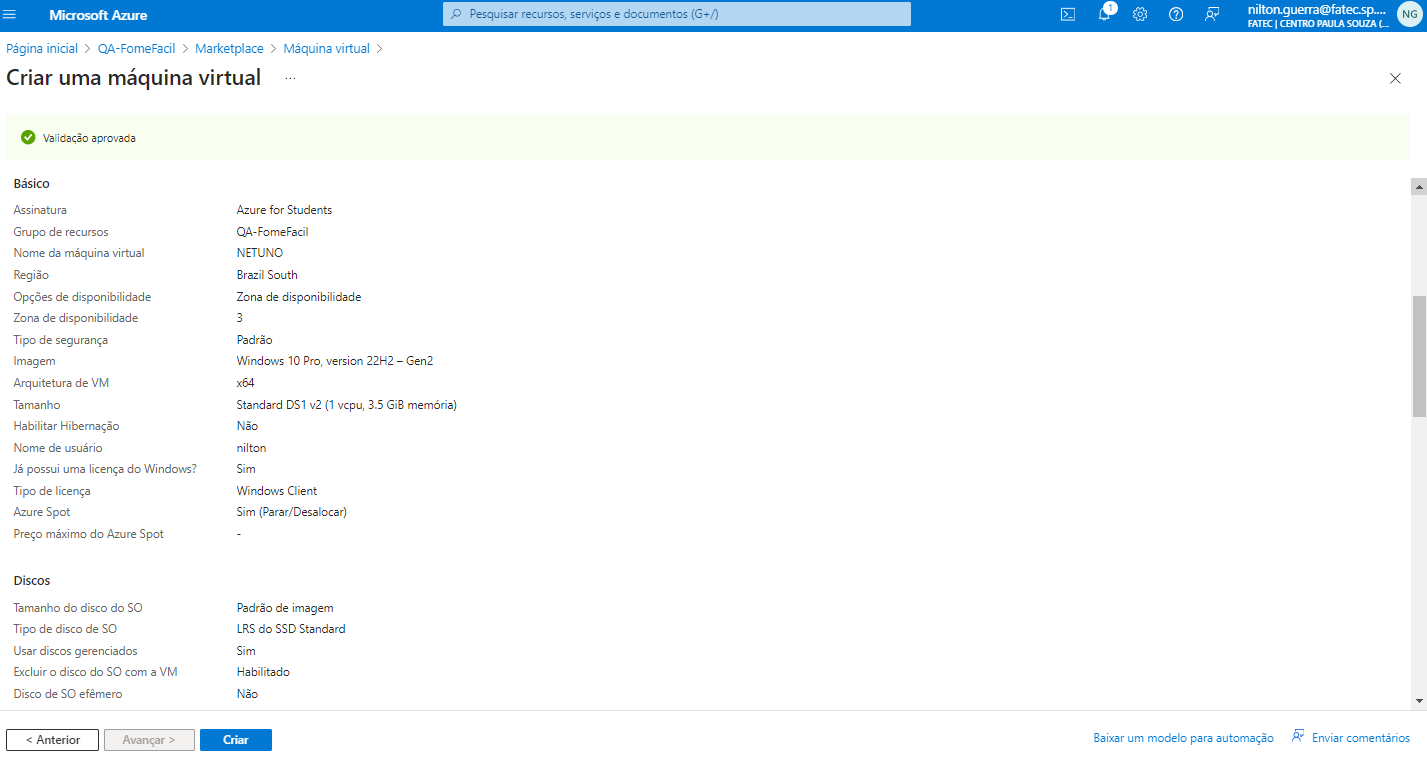 Microsoft Azure
Pesquisar recursos, serviços e documentos (G+/)
1
nilton.guerra@fatec.sp....
FATEC | CENTRO PAULA SOUZA (...
NG
Página inicial > QA-FomeFacil > Marketplace > Máquina virtual >
Criar uma máquina virtual ...
Validação aprovada
Básico
Assinatura Azure for Students
Grupo de recursos QA-FomeFacil
Nome da máquina virtual NETUNO
Região Brazil South
Opções de disponibilidade Zona de disponibilidade
Zona de disponibilidade 3
Tipo de segurança Padrão
Imagem Windows 10 Pro, version 22H2 – Gen2
Arquitetura de VM x64
Tamanho Standard DS1 v2 (1 vcpu, 3.5 GiB memória)
Habilitar Hibernação Não
Nome de usuário nilton
Já possui uma licença do Windows? Sim
Tipo de licença Windows Client
Azure Spot Sim (Parar/Desalocar)
Preço máximo do Azure Spot -
Discos
Tamanho do disco do SO Padrão de imagem
Tipo de disco de SO LRS do SSD Standard
Usar discos gerenciados Sim
Excluir o disco do SO com a VM Habilitado
Disco de SO efêmero Não
< Anterior Avançar > Criar Baixar um modelo para automação Enviar comentários